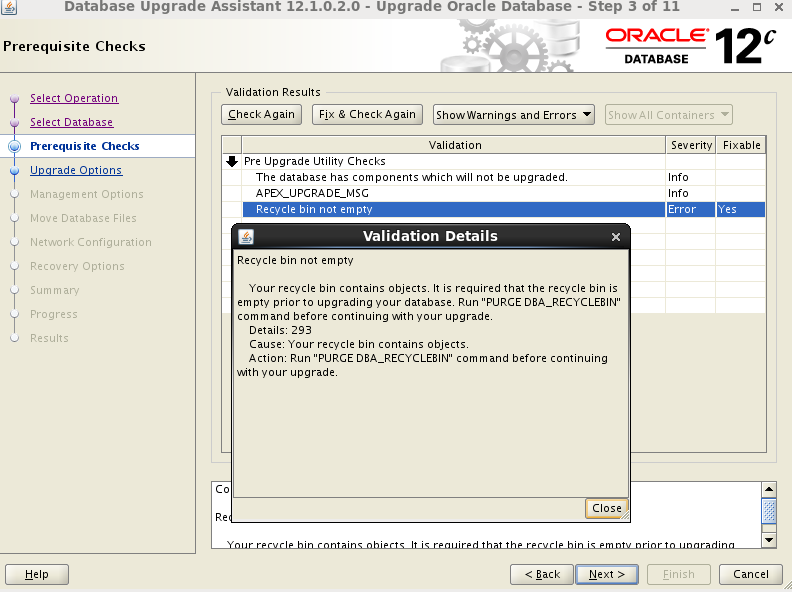 Database Upgrade Assistant 12.1.0.2.0 - Upgrade Oracle Database - Step 3 of 11
Prerequisite Checks
ORACLE
DATABASE
12c
Select Operation
Select Database
Prerequisite Checks
Upgrade Options
Management Options
Move Database Files
Network Configuration
Recovery Options
Summary
Progress
Results
Validation Results
Check Again
Fix & Check Again
Show Warnings and Errors
Show All Containers
Validation Severity Fixable
Pre Upgrade Utility Checks
The database has components which will not be upgraded. Info
APEX_UPGRADE_MSG Info
Recycle bin not empty Error Yes
Validation Details
Recycle bin not empty
Your recycle bin contains objects. It is required that the recycle bin is
empty prior to upgrading your database. Run "PURGE DBA_RECYCLEBIN"
command before continuing with your upgrade.
Details: 293
Cause: Your recycle bin contains objects.
Action: Run "PURGE DBA_RECYCLEBIN" command before continuing
with your upgrade.
Close
Co
Rec
Your recycle bin contains objects. It is required that the recycle bin is empty prior to upgrading
Help
< Back
Next >
Finish
Cancel